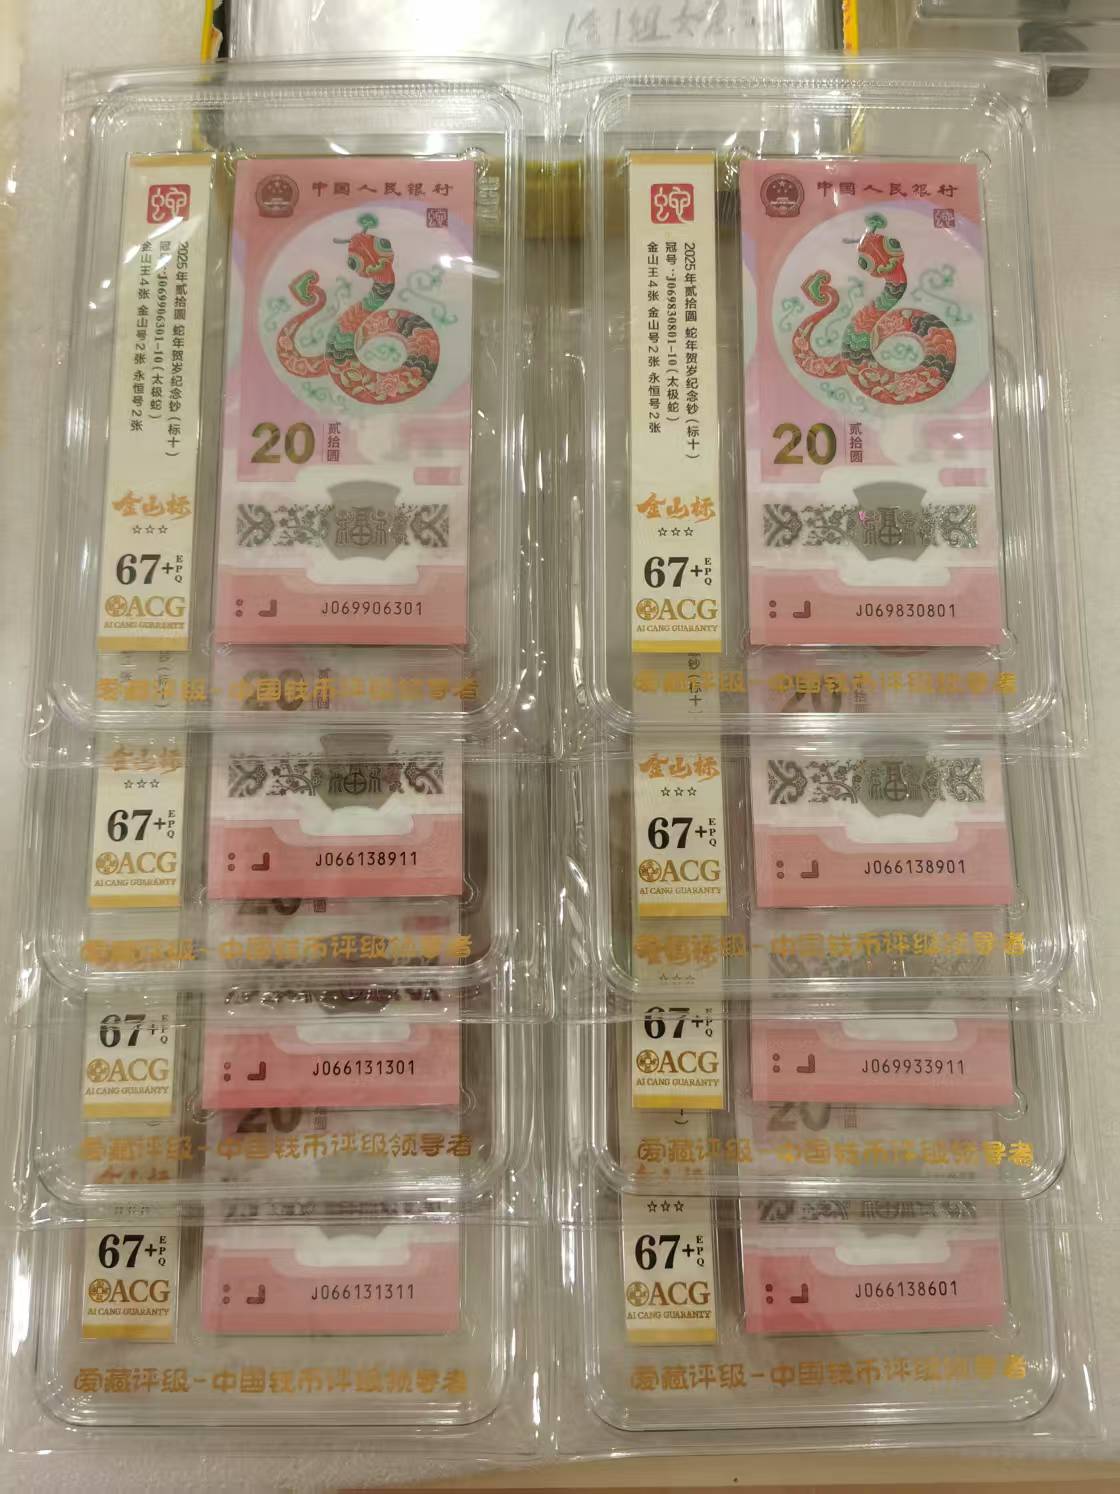 中国人民银行
2025年贰拾圆 蛇年贺岁纪念钞(标十)
冠号:J069906301-10(太极蛇)
金山王4张 金山号2张 永恒号2张
20
贰拾圆
金山标
☆☆☆
67+EPQ
ACG
AI CANG GUARANTY
J069906301
爱藏评级-中国钱币评级领导者
中国人民银行
2025年贰拾圆 蛇年贺岁纪念钞(标十)
冠号:J069830801-10(太极蛇)
金山王4张 金山号2张 永恒号2张
20
贰拾圆
金山标
☆☆☆
67+EPQ
ACG
AI CANG GUARANTY
J069830801
爱藏评级-中国钱币评级领导者
金山标
☆☆☆
67+EPQ
ACG
AI CANG GUARANTY
J066138911
爱藏评级-中国钱币评级领导者
金山标
☆☆☆
67+EPQ
ACG
AI CANG GUARANTY
J066138901
爱藏评级-中国钱币评级领导者
67+EPQ
ACG
AI CANG GUARANTY
J066131301
爱藏评级-中国钱币评级领导者
67+EPQ
ACG
AI CANG GUARANTY
J069933911
爱藏评级-中国钱币评级领导者
67+EPQ
ACG
AI CANG GUARANTY
J066131311
爱藏评级-中国钱币评级领导者
☆☆☆
67+EPQ
ACG
AI CANG GUARANTY
J066138601
爱藏评级-中国钱币评级领导者